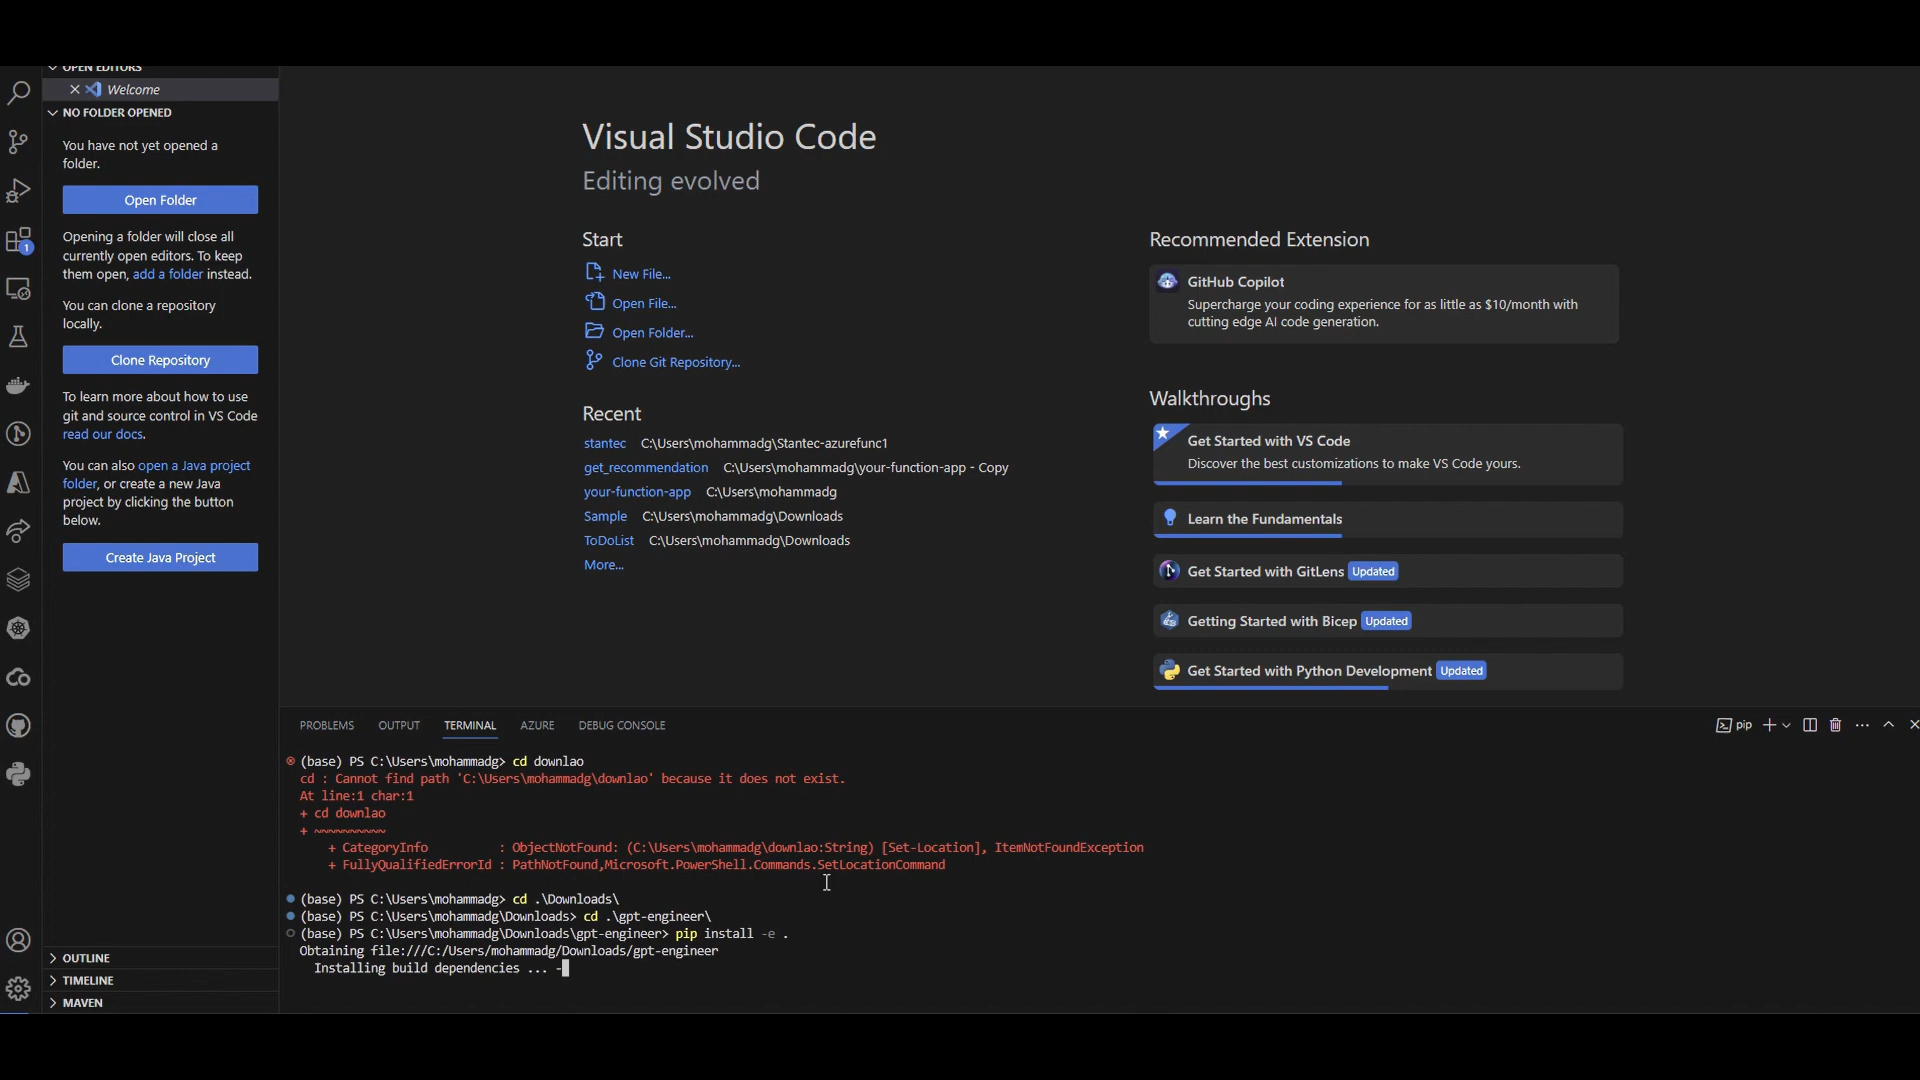 OPEN EDITORS
Welcome
NO FOLDER OPENED
You have not yet opened a
folder.
Open Folder
Opening a folder will close all
currently open editors. To keep
them open, add a folder instead.
You can clone a repository
locally.
Clone Repository
To learn more about how to use
git and source control in VS Code
read our docs.
You can also open a Java project
folder, or create a new Java
project by clicking the button
below.
Create Java Project
OUTLINE
TIMELINE
MAVEN
1
Visual Studio Code
Editing evolved
Start
New File...
Open File...
Open Folder...
Clone Git Repository...
Recent
stantec C:\Users\mohammadg\Stantec-azurefunc1
get_recommendation C:\Users\mohammadg\your-function-app - Copy
your-function-app C:\Users\mohammadg
Sample C:\Users\mohammadg\Downloads
ToDoList C:\Users\mohammadg\Downloads
More...
Recommended Extension
GitHub Copilot
Supercharge your coding experience for as little as $10/month with
cutting edge AI code generation.
Walkthroughs
Get Started with VS Code
Discover the best customizations to make VS Code yours.
Learn the Fundamentals
Get Started with GitLens Updated
Getting Started with Bicep Updated
Get Started with Python Development Updated
PROBLEMS OUTPUT TERMINAL AZURE DEBUG CONSOLE
pip
(base) PS C:\Users\mohammadg> cd downlao
cd : Cannot find path 'C:\Users\mohammadg\downlao' because it does not exist.
At line:1 char:1
+ cd downlao
+ ~~~~~~~~~~
+ CategoryInfo : ObjectNotFound: (C:\Users\mohammadg\downlao:String) [Set-Location], ItemNotFoundException
+ FullyQualifiedErrorId : PathNotFound,Microsoft.PowerShell.Commands.SetLocationCommand
(base) PS C:\Users\mohammadg> cd .\Downloads\
(base) PS C:\Users\mohammadg\Downloads> cd .\gpt-engineer\
(base) PS C:\Users\mohammadg\Downloads\gpt-engineer> pip install -e .
Obtaining file:///C:/Users/mohammadg/Downloads/gpt-engineer
Installing build dependencies ... -